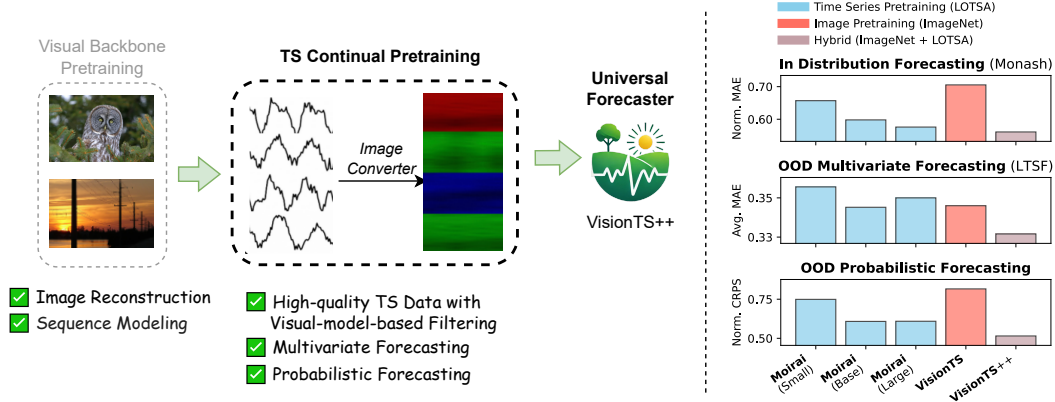 Visual Backbone
Pretraining
Image Reconstruction
Sequence Modeling
TS Continual Pretraining
Image
Converter
High-quality TS Data with
Visual-model-based Filtering
Multivariate Forecasting
Probabilistic Forecasting
Universal
Forecaster
VisionTS++
Time Series Pretraining (LOTSA)
Image Pretraining (ImageNet)
Hybrid (ImageNet + LOTSA)
In Distribution Forecasting (Monash)
Norm. MAE
0.70
0.60
OOD Multivariate Forecasting (LTSF)
Avg. MAE
0.35
0.33
OOD Probabilistic Forecasting
Norm. CRPS
0.75
0.50
Moirai
(Small)
Moirai
(Base)
Moirai
(Large)
VisionTS
VisionTS++